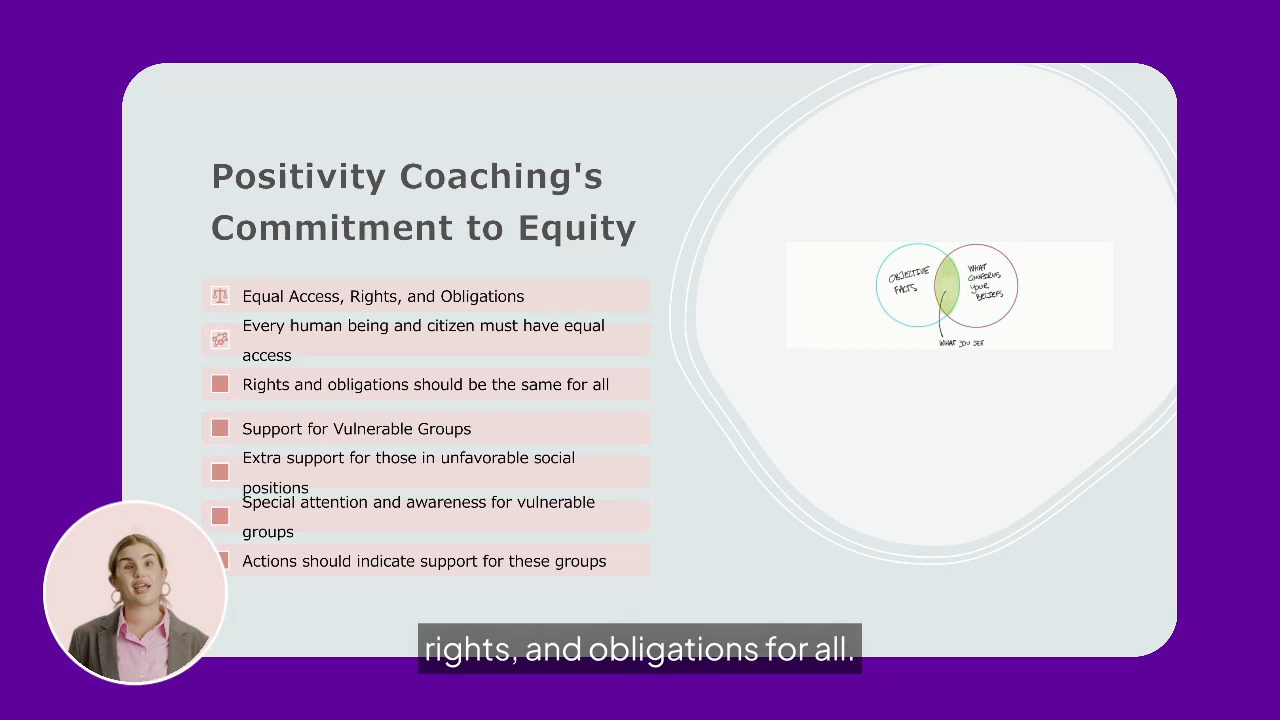 Positivity Coaching's
Commitment to Equity
Equal Access, Rights, and Obligations
Every human being and citizen must have equal
access
Rights and obligations should be the same for all
Support for Vulnerable Groups
Extra support for those in unfavorable social
positions
Special attention and awareness for vulnerable
groups
Actions should indicate support for these groups
OBJECTIVE
FACTS
WHAT
CONFIRMS
YOUR
BELIEFS
WHAT YOU SEE
rights, and obligations for all.